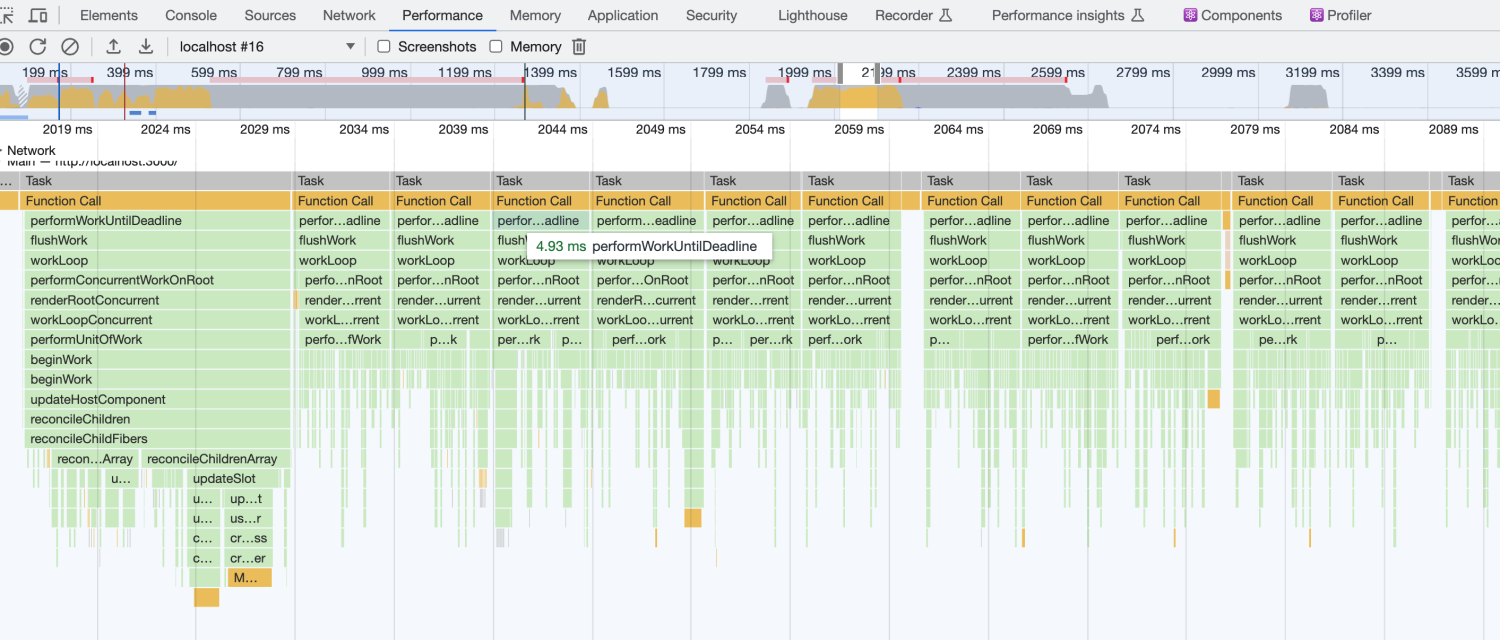 Elements Console Sources Network Performance Memory Application Security Lighthouse Recorder Performance insights Components Profiler
localhost #16 Screenshots Memory
199 ms 399 ms 599 ms 799 ms 999 ms 1199 ms 1399 ms 1599 ms 1799 ms 1999 ms 2199 ms 2399 ms 2599 ms 2799 ms 2999 ms 3199 ms 3399 ms 3599 m
2019 ms 2024 ms 2029 ms 2034 ms 2039 ms 2044 ms 2049 ms 2054 ms 2059 ms 2064 ms 2069 ms 2074 ms 2079 ms 2084 ms 2089 ms
Network
Main — http://localhost:3000/
... Task Task Task Task Task Task Task Task Task Task Task Task Task
Function Call Function Call Function Call Function Call Function Call Function Call Function Call Function Call Function Call Function Call Function Call Function Call Function
performWorkUntilDeadline perfor...adline perfor...adline perfor...adline perform...eadline perfor...adline perfor...adline perfor...adline perfor...adline perfor...adline perfor...adline perfor...adline perfor...
flushWork flushWork flushWork flushW flushWork flushWork flushWork flushWork flushWork flushWork
4.93 ms performWorkUntilDeadline
workLoop workLoop workLoop workLoop workLoop workLoop workLoop workLoop workLoop workLoop workLoop workLoop workLoo
performConcurrentWorkOnRoot perfo...nRoot perfor...nRoot perfor...nRoot perfor...OnRoot perfor...nRoot perfor...nRoot perfor...nRoot perfor...nRoot perfor...nRoot perfor...nRoot perfor...nRoot perfor...
renderRootConcurrent render...rrent render...urrent render...urrent renderR...current render...urrent render...urrent render...urrent render...urrent render...urrent render...urrent render...rrent render...
workLoopConcurrent workL...rrent workLo...rrent workLo...rrent workLoo...urrent workLo...rrent workLo...rrent workLo...rrent workLo...rrent workLo...rrent workLo...rrent workLo...rrent workLo...
performUnitOfWork perfo...fWork p...k per...rk p... perf...ork p... per...rk perf...ork p... perfor...fWork perf...ork pe...rk p...
beginWork
beginWork
updateHostComponent
reconcileChildren
reconcileChildFibers
recon...Array reconcileChildrenArray
u... updateSlot
u... up...t
u... us...r
c... cr...ss
c... cr...er
M...